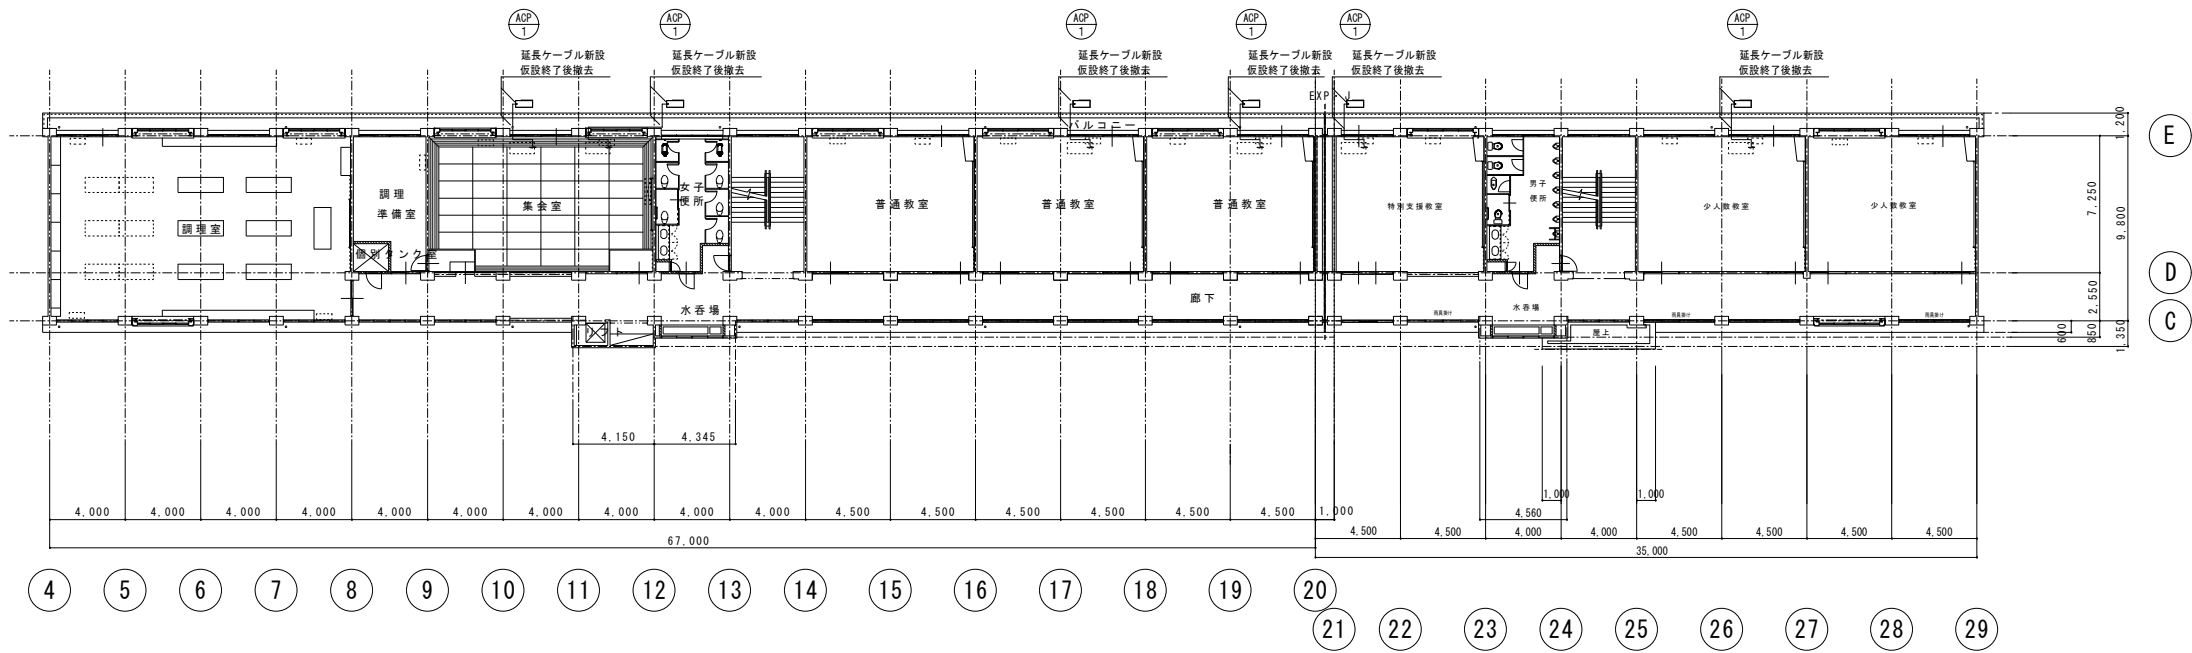 ACP
1
ACP
1
ACP
1
ACP
1
ACP
1
ACP
1
延長ケーブル新設
仮設終了後撤去
延長ケーブル新設
仮設終了後撤去
延長ケーブル新設
仮設終了後撤去
延長ケーブル新設
仮設終了後撤去
延長ケーブル新設
仮設終了後撤去
延長ケーブル新設
仮設終了後撤去
EXP.J
バルコニー
調理室
調理
準備室
個別タンク室
集会室
女子
便所
普通教室
普通教室
普通教室
特別支援教室
男子
便所
少人数教室
少人数教室
廊下
水呑場
水呑場
雨具掛け
雨具掛け
雨具掛け
屋上
E
D
C
1,200
7,250
9,800
2,550
600
850
1,350
4,150
4,345
1,000
1,000
4,560
4,000
4,000
4,000
4,000
4,000
4,000
4,000
4,000
4,000
4,000
4,500
4,500
4,500
4,500
4,500
4,500
1,000
4,500
4,500
4,000
4,000
4,500
4,500
4,500
4,500
67,000
35,000
4
5
6
7
8
9
10
11
12
13
14
15
16
17
18
19
20
21
22
23
24
25
26
27
28
29